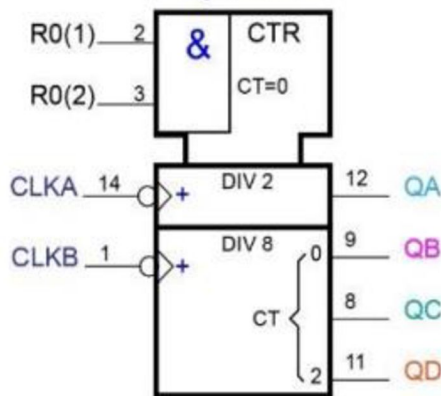 R0(1) 2 & CTR
R0(2) 3 CT=0
CLKA 14 + DIV 2 12 QA
CLKB 1 + DIV 8 0 9 QB
CT 8 QC
2 11 QD